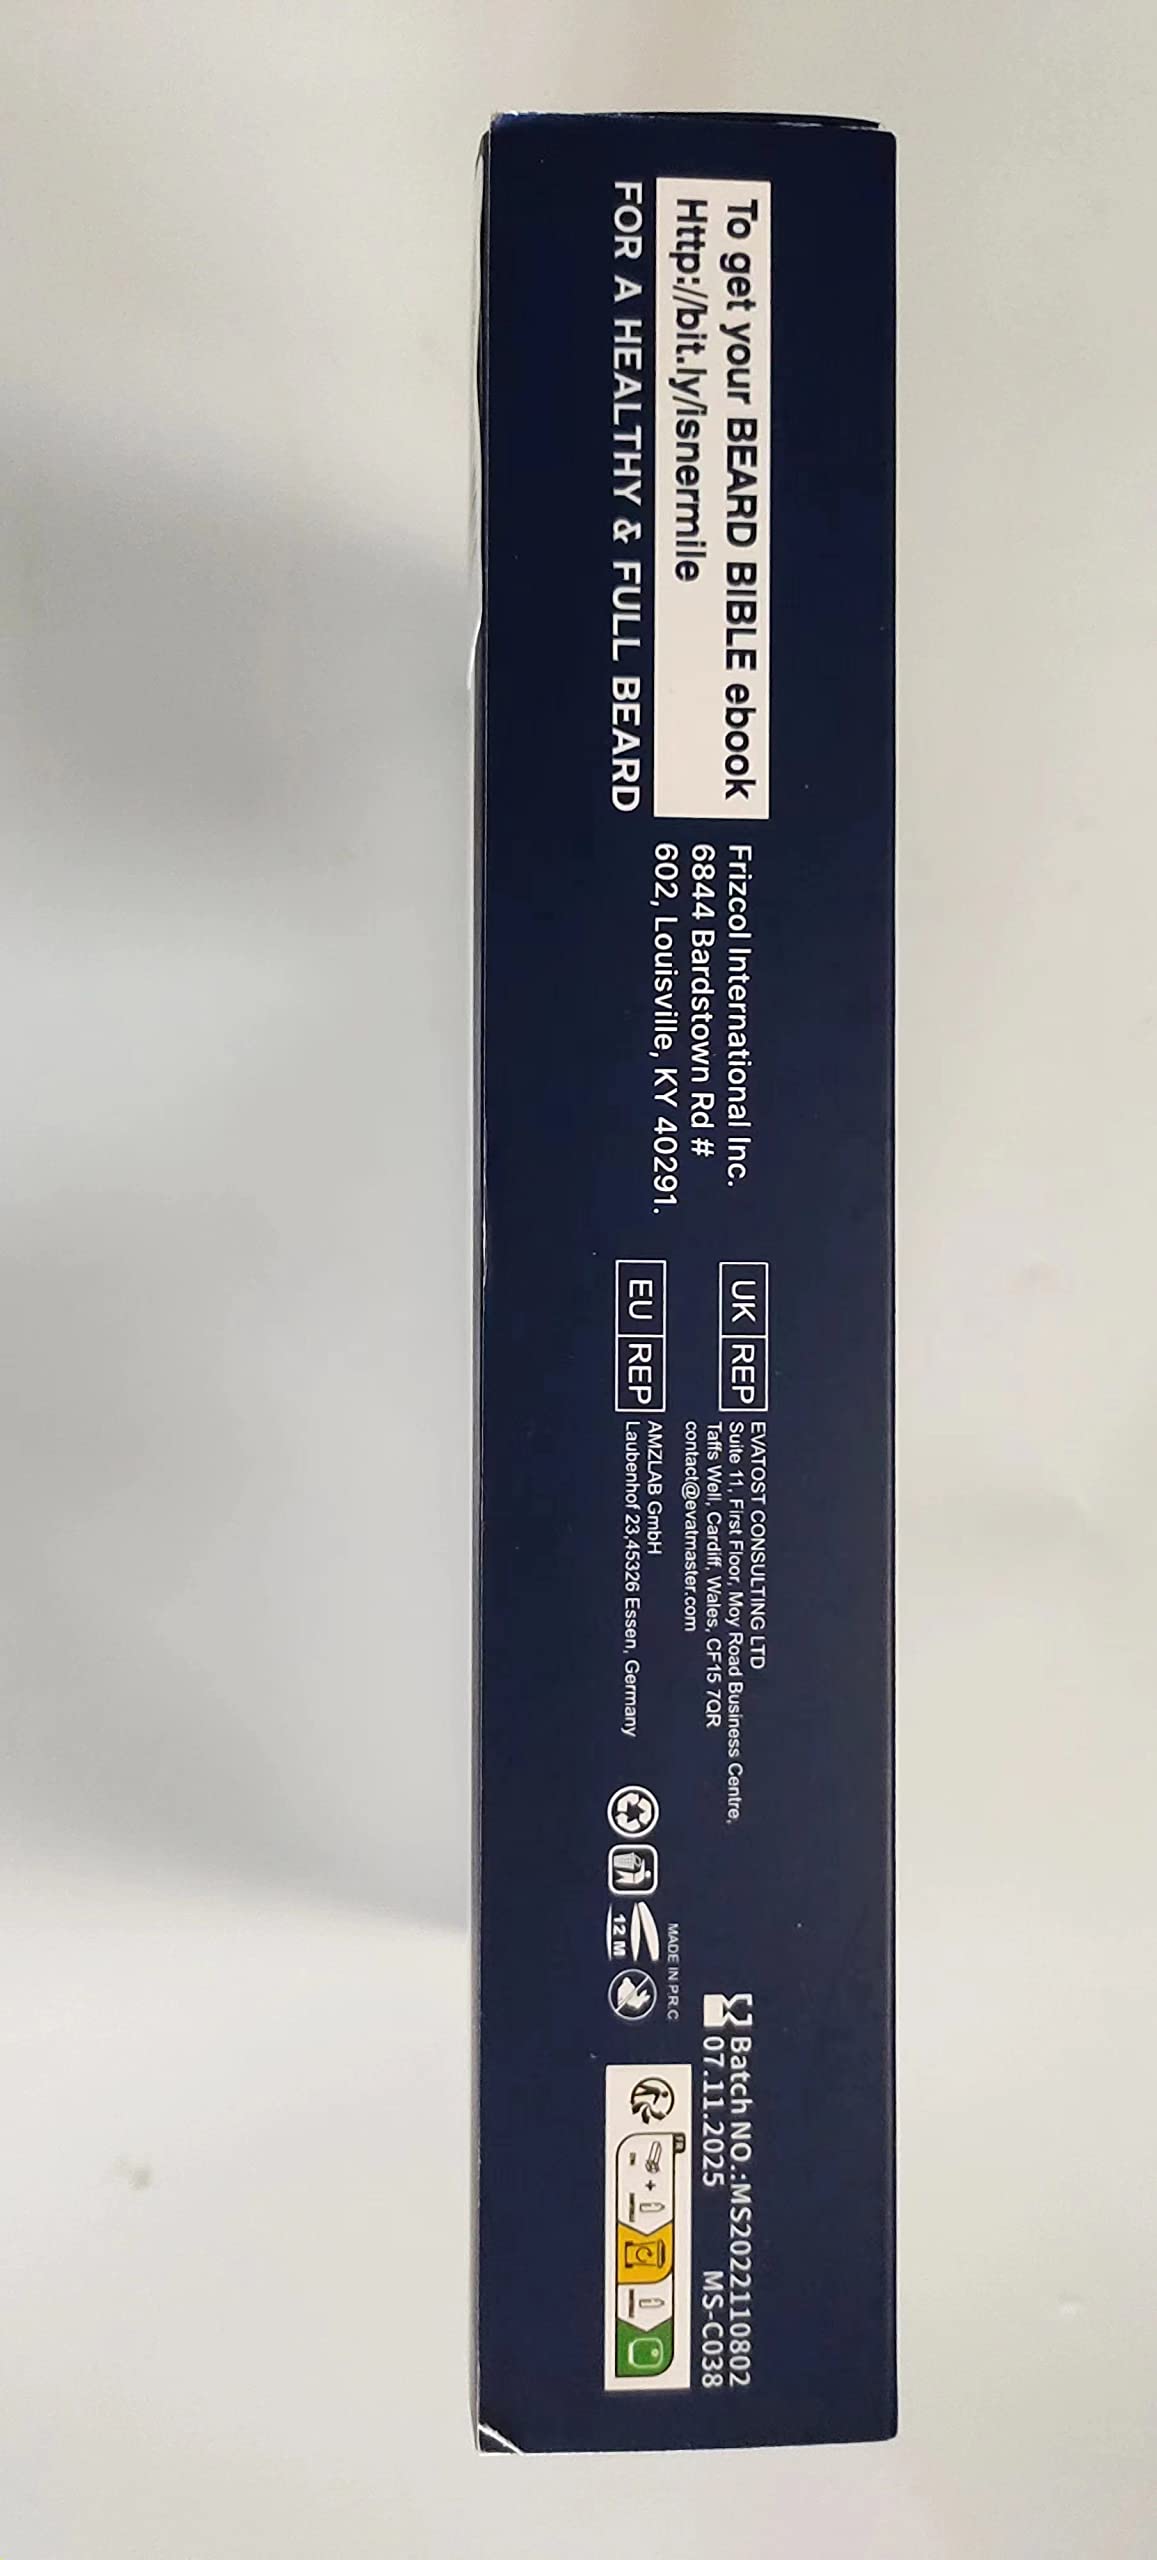 To get your BEARD BIBLE ebook
Http://bit.ly/isnermile
FOR A HEALTHY & FULL BEARD
Frizcol International Inc.
6844 Bardstown Rd #
602, Louisville, KY 40291.
UK REP
EVATOST CONSULTING LTD
Suite 11, First Floor, Moy Road Business Centre,
Taffs Well, Cardiff, Wales, CF15 7QR
contact@evatmaster.com
EU REP
AMZLAB GmbH
Laubenhof 23,45326 Essen, Germany
MADE IN P.R.C
12 M
Batch NO.:MS2022110802
07.11.2025 MS-C038
FR